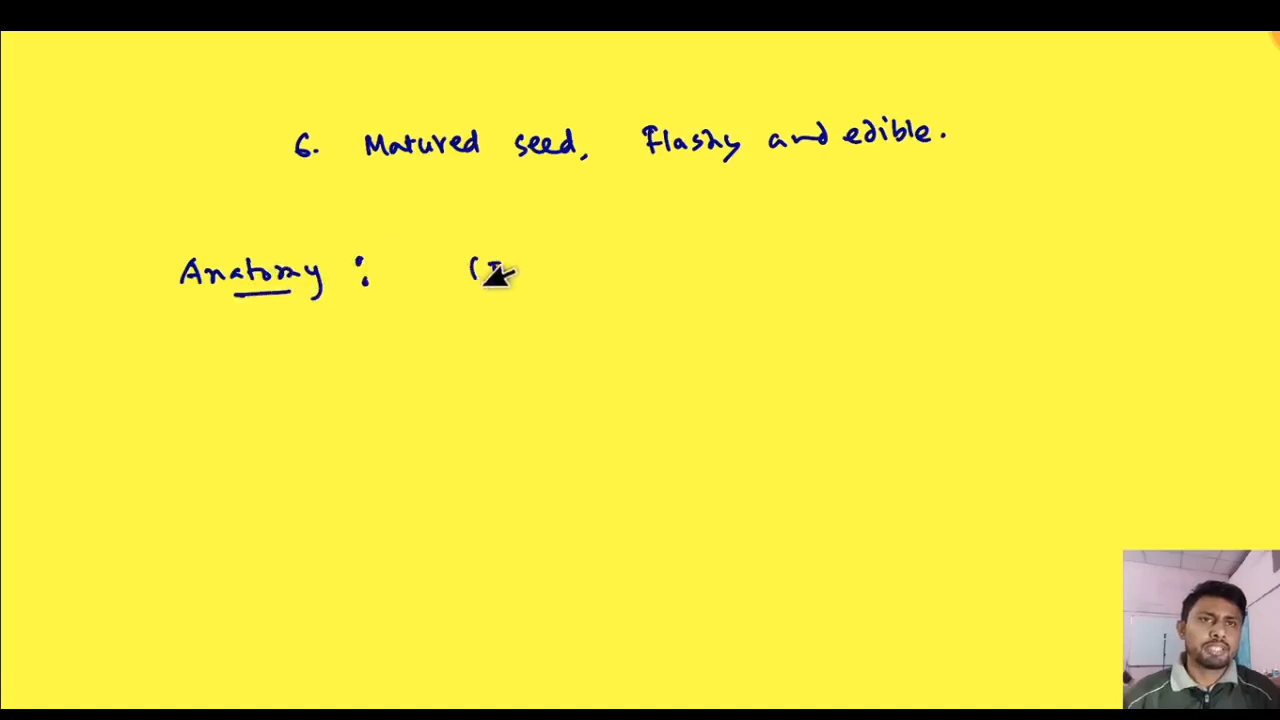 6. Matured seed, Flashy and edible.
Anatomy : (I